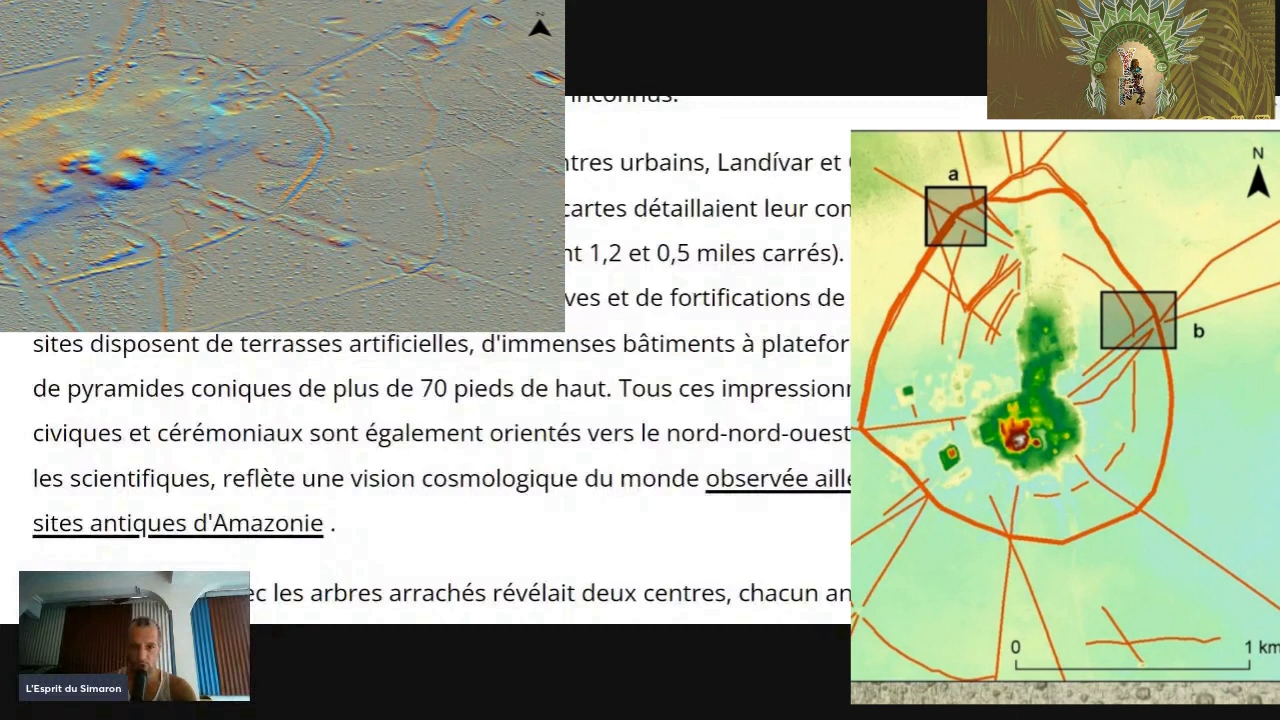 N
inconnus.
ntres urbains, Landívar et
cartes détaillaient leur con
nt 1,2 et 0,5 miles carrés).
ves et de fortifications de
sites disposent de terrasses artificielles, d'immenses bâtiments à platefor
de pyramides coniques de plus de 70 pieds de haut. Tous ces impressionn
civiques et cérémoniaux sont également orientés vers le nord-nord-ouest
les scientifiques, reflète une vision cosmologique du monde observée aille
sites antiques d'Amazonie .
ec les arbres arrachés révélait deux centres, chacun an
a
N
b
0 1 km
L'Esprit du Simaron